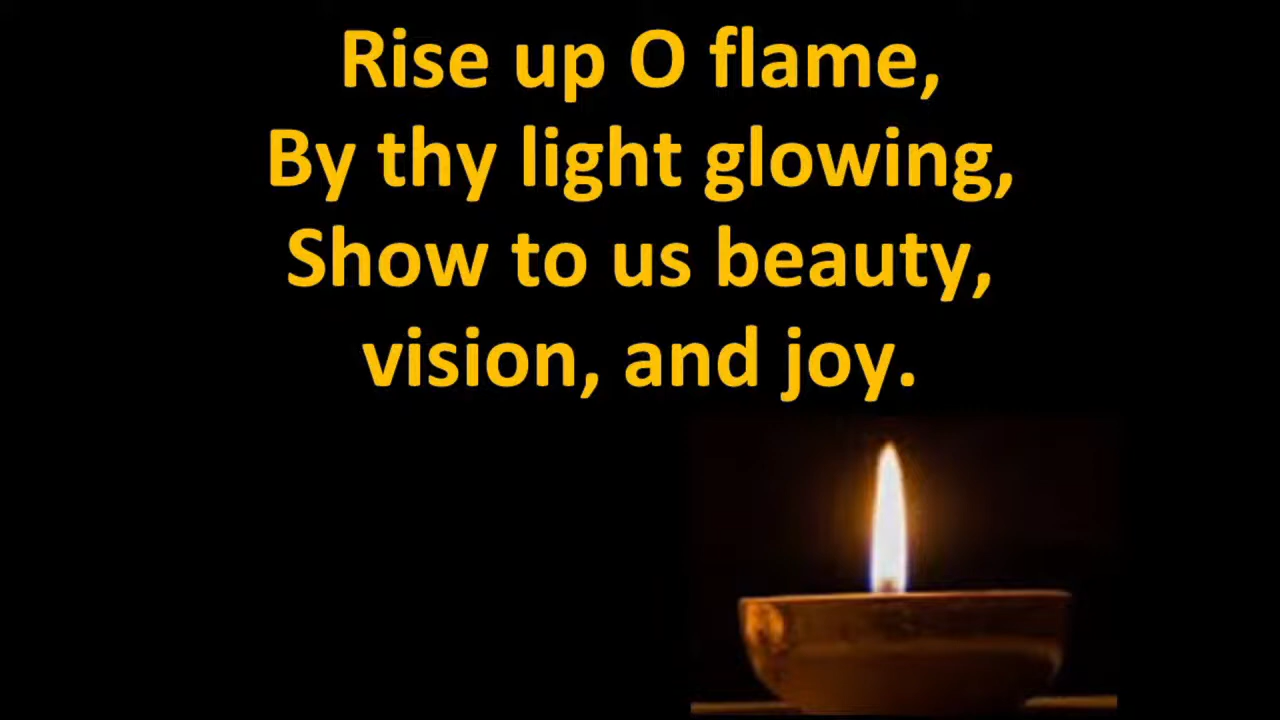 Rise up O flame,
By thy light glowing,
Show to us beauty,
vision, and joy.